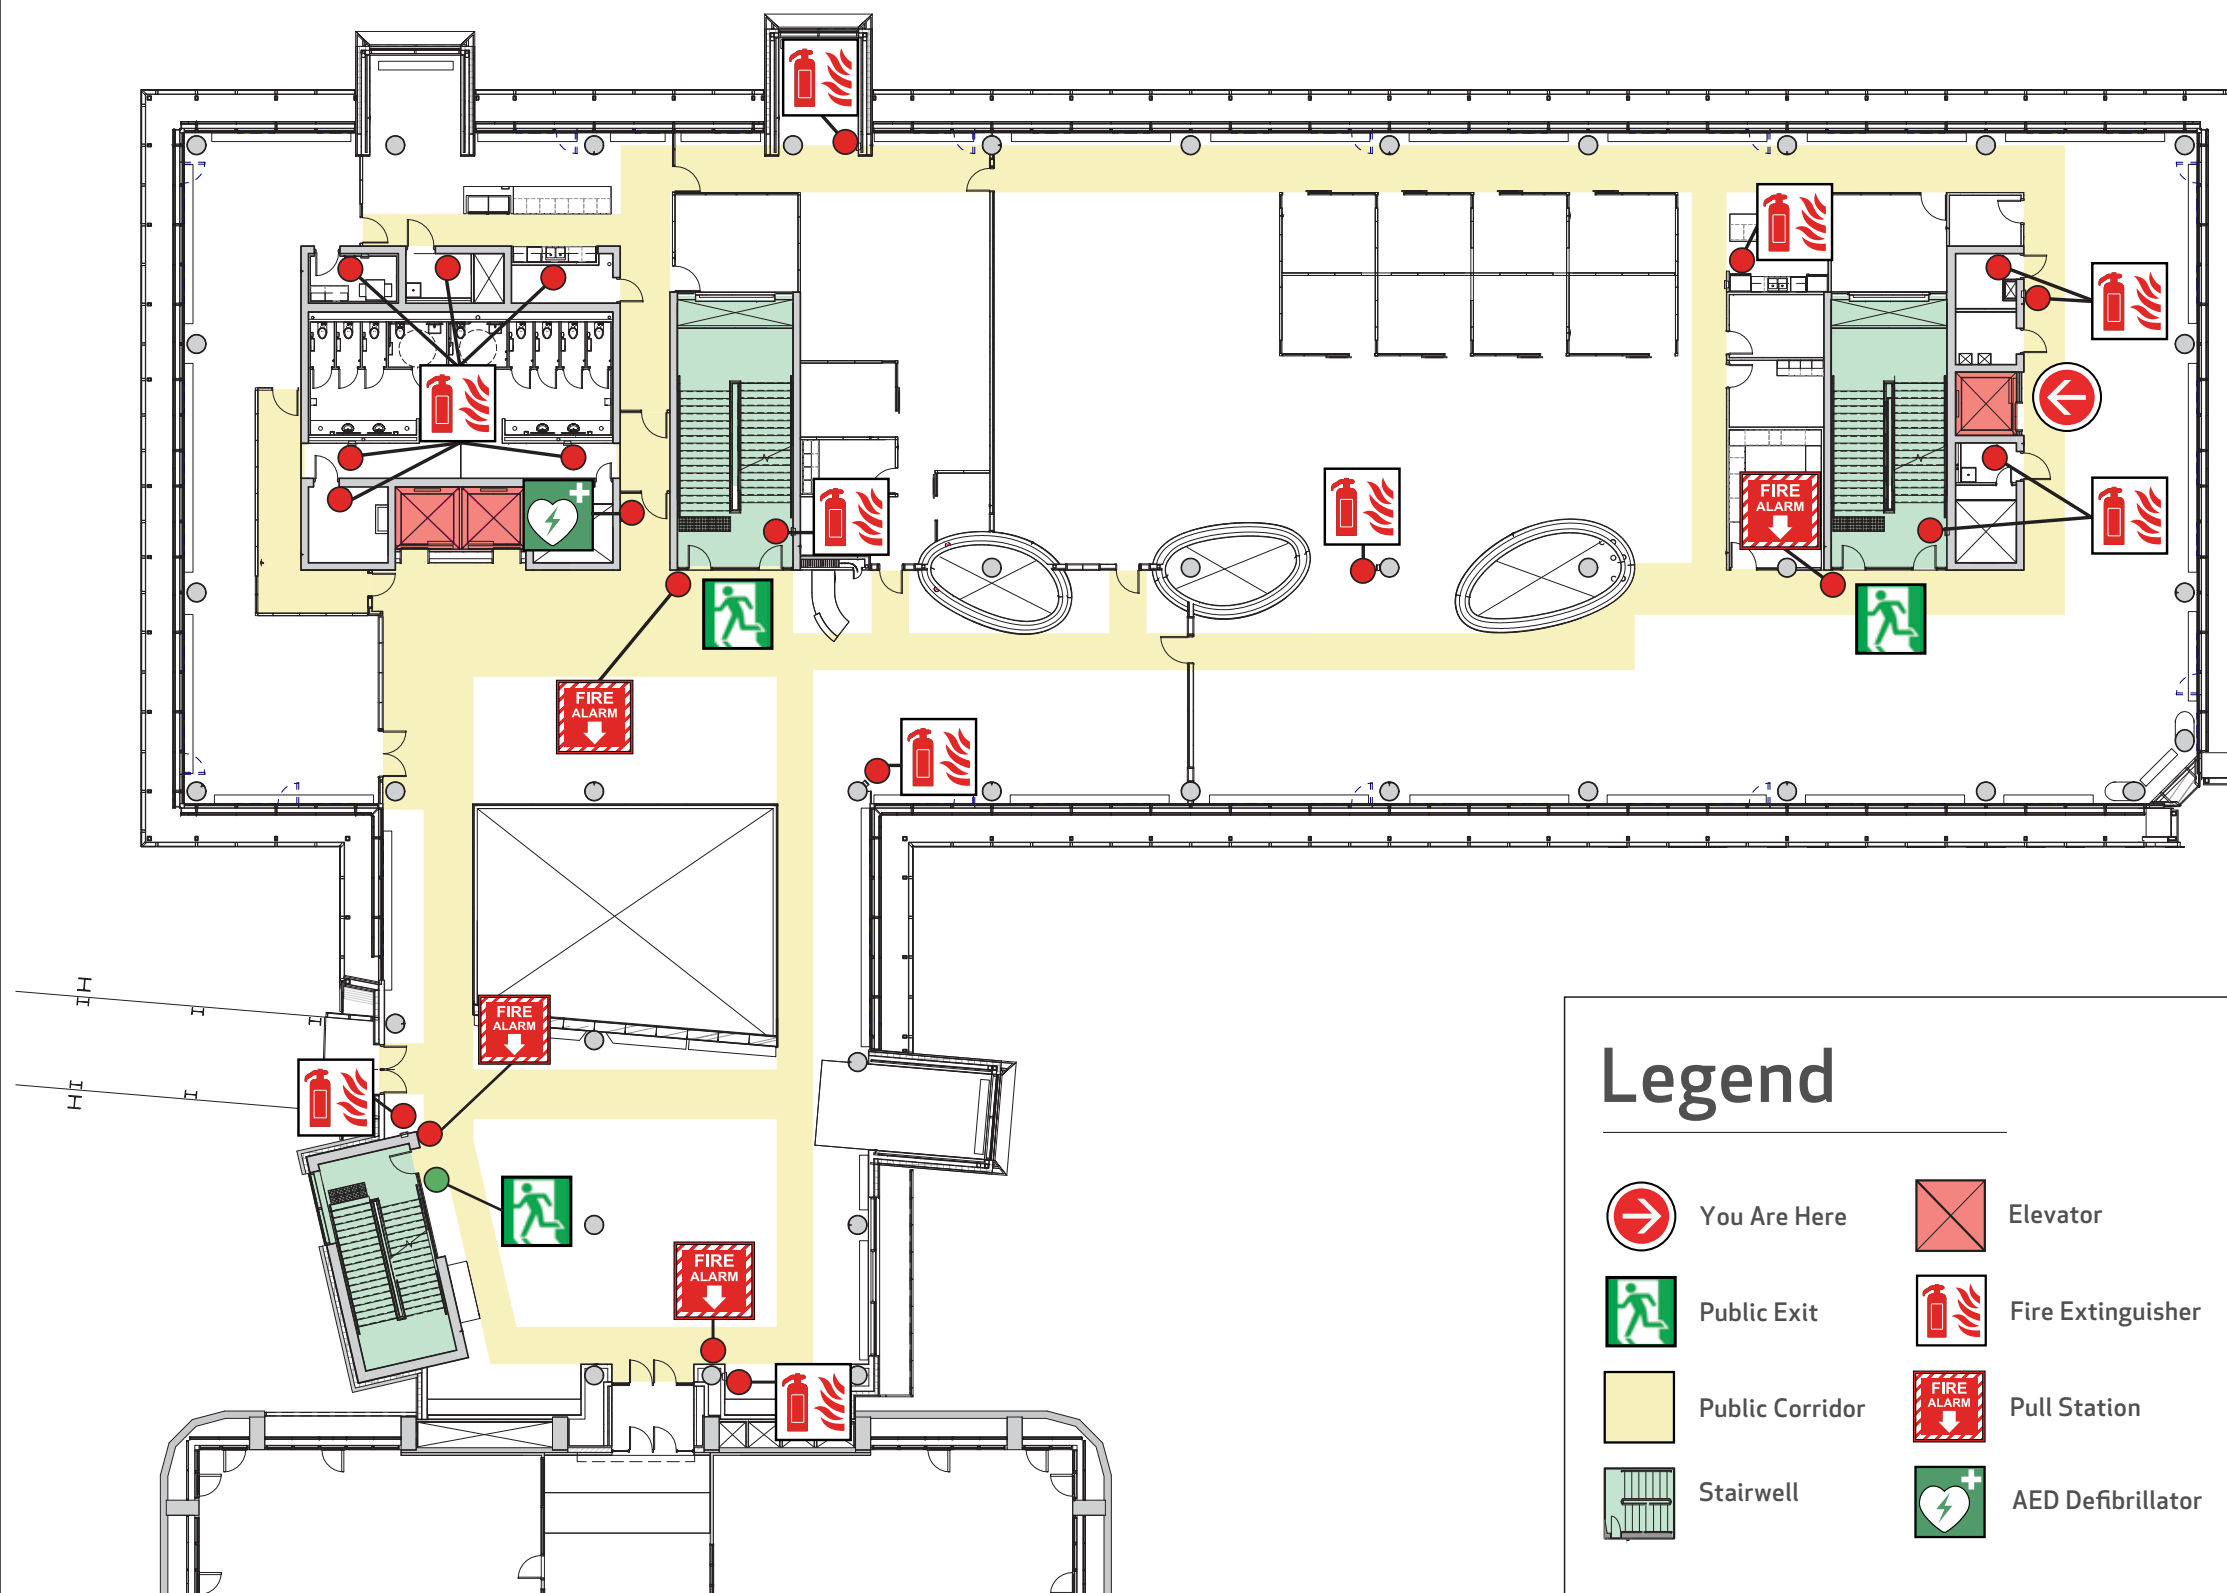 FIRE
ALARM
FIRE
ALARM
FIRE
ALARM
FIRE
ALARM
Legend
You Are Here
Elevator
Public Exit
Fire Extinguisher
Public Corridor
FIRE
ALARM
Pull Station
Stairwell
AED Defibrillator